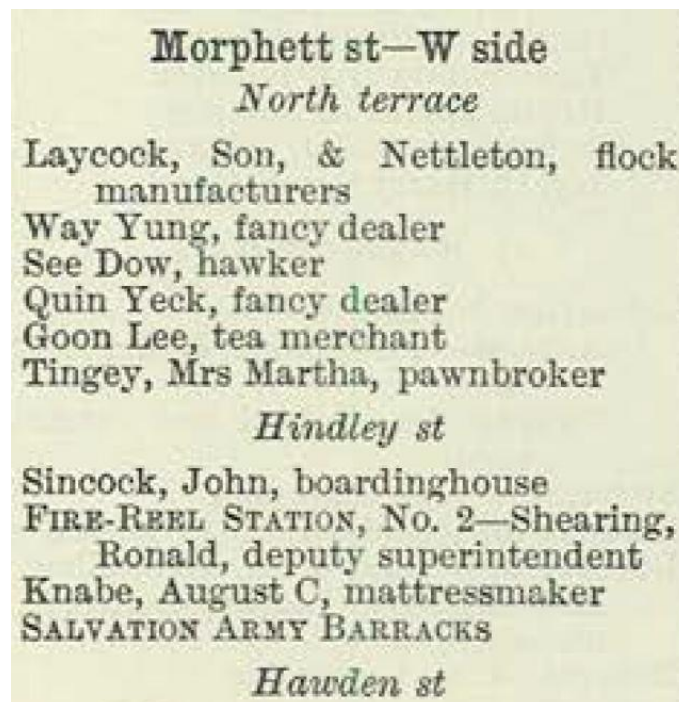 Morphett st—W side
North terrace
Laycock, Son, & Nettleton, flock
manufacturers
Way Yung, fancy dealer
See Dow, hawker
Quin Yeck, fancy dealer
Goon Lee, tea merchant
Tingey, Mrs Martha, pawnbroker
Hindley st
Sincock, John, boardinghouse
FIRE-REEL STATION, No. 2—Shearing,
Ronald, deputy superintendent
Knabe, August C, mattressmaker
SALVATION ARMY BARRACKS
Hawden st